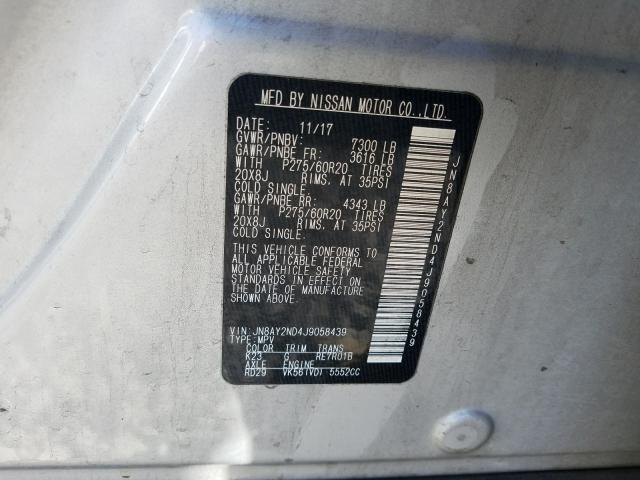 MFD BY NISSAN MOTOR CO.,LTD.
DATE: 11/17
GVWR/PNBV: 7300 LB
GAWR/PNBE FR: 3616 LB
WITH P275/60R20 TIRES
20X8J RIMS, AT 35PSI
COLD SINGLE
GAWR/PNBE RR: 4343 LB
WITH P275/60R20 TIRES
20X8J RIMS, AT 35PSI
COLD SINGLE
THIS VEHICLE CONFORMS TO
ALL APPLICABLE FEDERAL
MOTOR VEHICLE SAFETY
STANDARDS IN EFFECT ON
THE DATE OF MANUFACTURE
SHOWN ABOVE
VIN:JN8AY2ND4J9058439
TYPE:MPV
COLOR TRIM TRANS
K23 G RE7R01B
AXLE ENGINE
RD29 VK56(VD) 5552CC
JN8AY2ND4J9058439